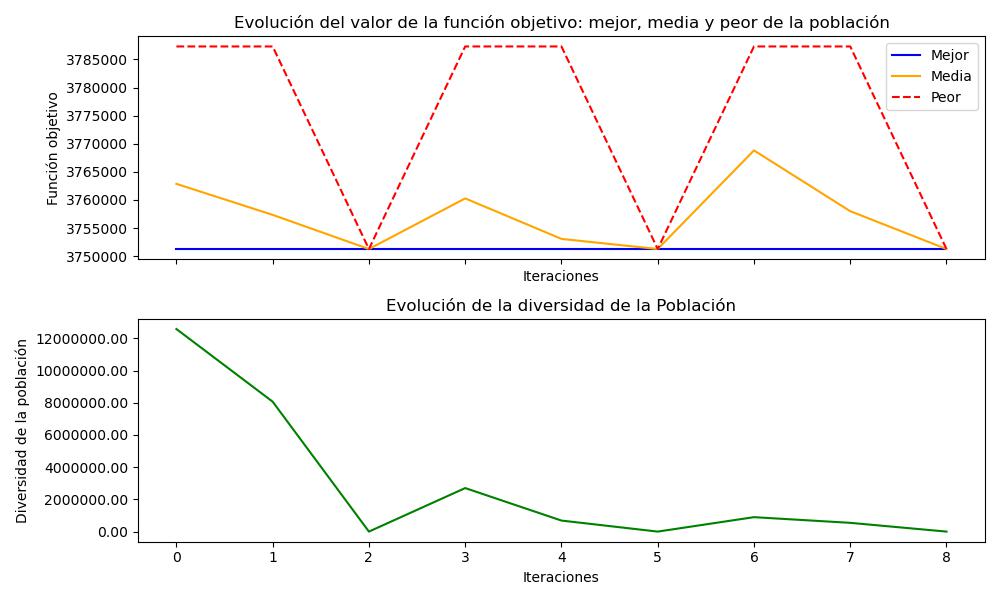 Evolución del valor de la función objetivo: mejor, media y peor de la población
Función objetivo
3785000
3780000
3775000
3770000
3765000
3760000
3755000
3750000
Mejor
Media
Peor
Iteraciones
Evolución de la diversidad de la Población
Diversidad de la población
12000000.00
10000000.00
8000000.00
6000000.00
4000000.00
2000000.00
0.00
0 1 2 3 4 5 6 7 8
Iteraciones